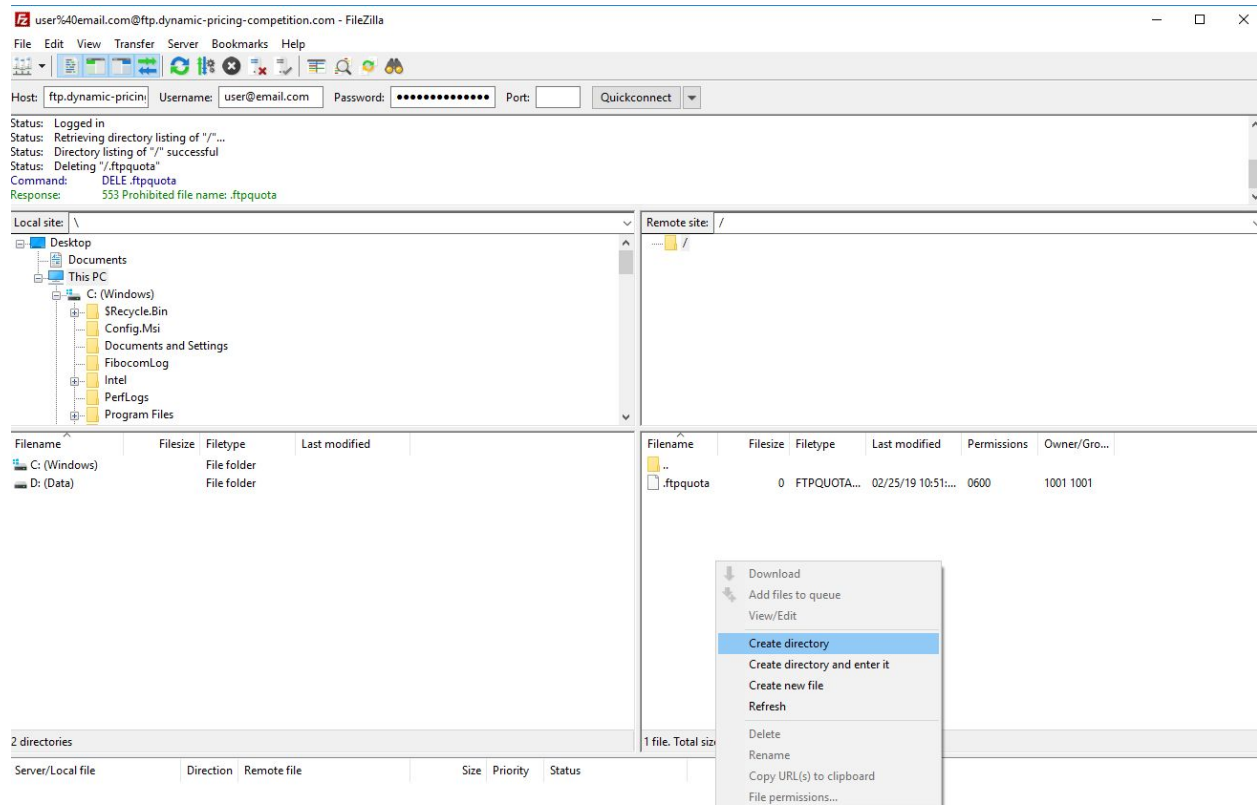 user%40email.com@ftp.dynamic-pricing-competition.com - FileZilla
File Edit View Transfer Server Bookmarks Help
Host: ftp.dynamic-pricin Username: user@email.com Password: ●●●●●●●●●●●●●● Port: Quickconnect
Status: Logged in
Status: Retrieving directory listing of "/"...
Status: Directory listing of "/" successful
Status: Deleting "/.ftpquota"
Command: DELE .ftpquota
Response: 553 Prohibited file name: .ftpquota
Local site: \
Desktop
Documents
This PC
C: (Windows)
$Recycle.Bin
Config.Msi
Documents and Settings
FibocomLog
Intel
PerfLogs
Program Files
Remote site: /
/
Filename Filesize Filetype Last modified
C: (Windows) File folder
D: (Data) File folder
2 directories
Filename Filesize Filetype Last modified Permissions Owner/Gro...
..
.ftpquota 0 FTPQUOTA... 02/25/19 10:51:... 0600 1001 1001
1 file. Total siz
Download
Add files to queue
View/Edit
Create directory
Create directory and enter it
Create new file
Refresh
Delete
Rename
Copy URL(s) to clipboard
File permissions...
Server/Local file Direction Remote file Size Priority Status